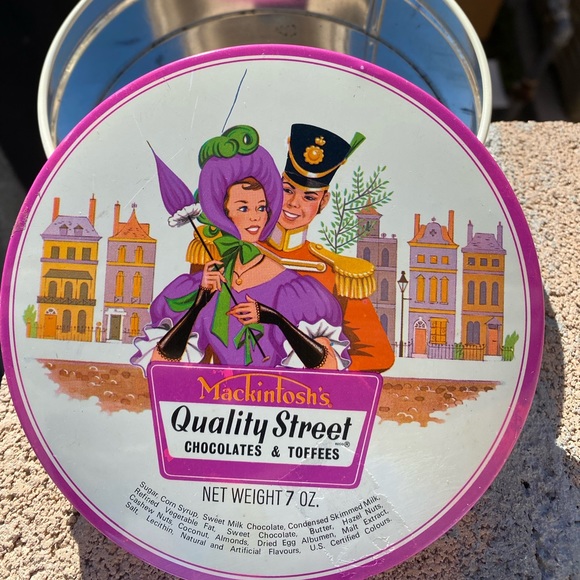 Mackintosh's
Quality Street®
CHOCOLATES & TOFFEES
NET WEIGHT 7 OZ.
Sugar, Corn Syrup, Sweet Milk Chocolate, Condensed Skimmed Milk,
Refined Vegetable Fat, Sweet Chocolate, Butter, Hazel Nuts,
Cashew Nuts, Coconut, Almonds, Dried Egg Albumen, Malt Extract,
Salt, Lecithin, Natural and Artificial Flavours, U.S. Certified Colours.